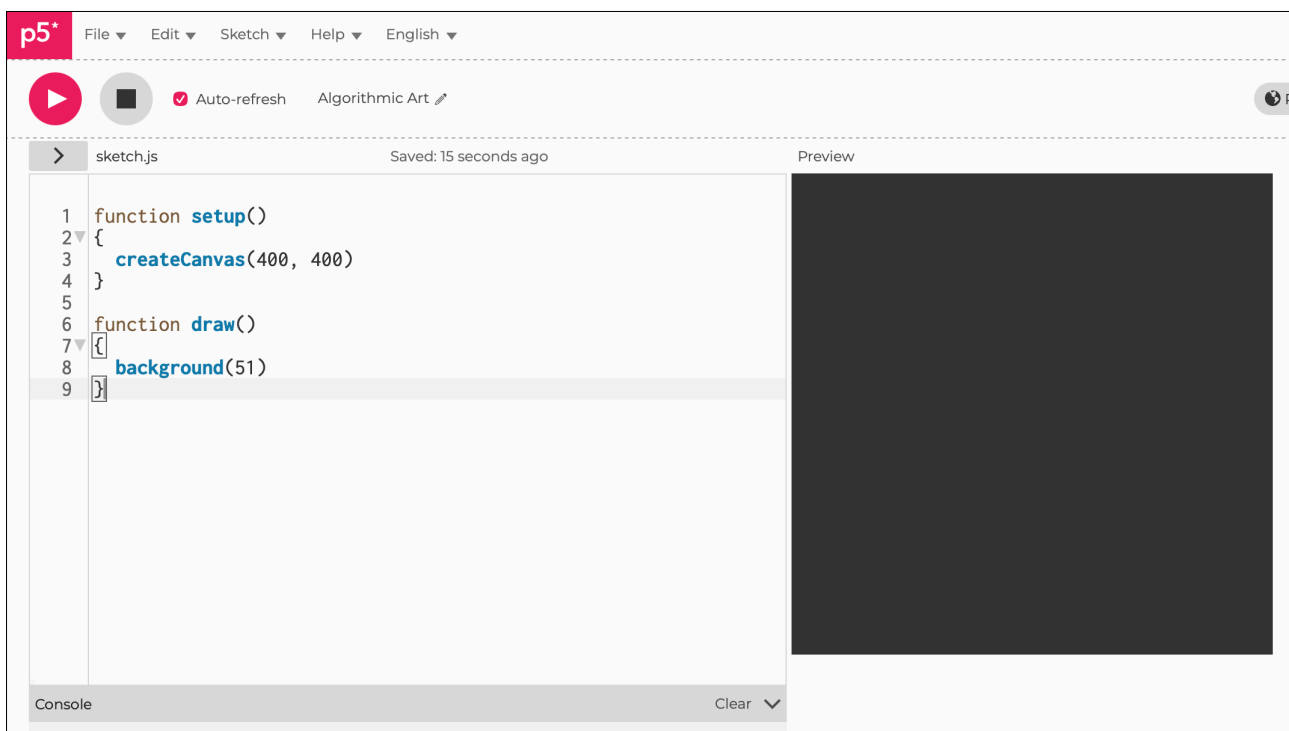 p5* File Edit Sketch Help English
Auto-refresh Algorithmic Art
sketch.js Saved: 15 seconds ago Preview
1 function setup()
2 {
3 createCanvas(400, 400)
4 }
5
6 function draw()
7 {
8 background(51)
9 }
Console Clear